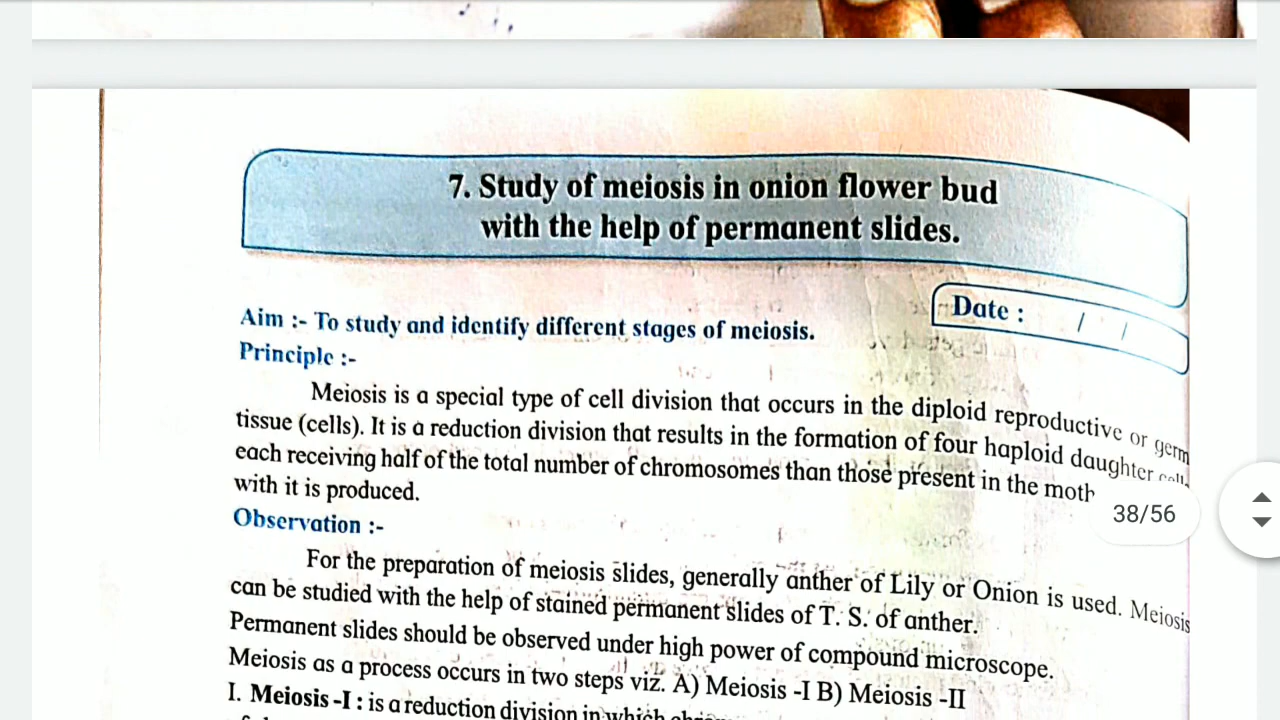 7. Study of meiosis in onion flower bud
with the help of permanent slides.
Date : / /
Aim :- To study and identify different stages of meiosis.
Principle :-
Meiosis is a special type of cell division that occurs in the diploid reproductive or germ
tissue (cells). It is a reduction division that results in the formation of four haploid daughter
each receiving half of the total number of chromosomes than those present in the moth
with it is produced.
38/56
Observation :-
For the preparation of meiosis slides, generally anther of Lily or Onion is used. Meiosis
can be studied with the help of stained permanent slides of T. S. of anther.
Permanent slides should be observed under high power of compound microscope.
Meiosis as a process occurs in two steps viz. A) Meiosis -I B) Meiosis -II
I. Meiosis -I : is a reduction division in which